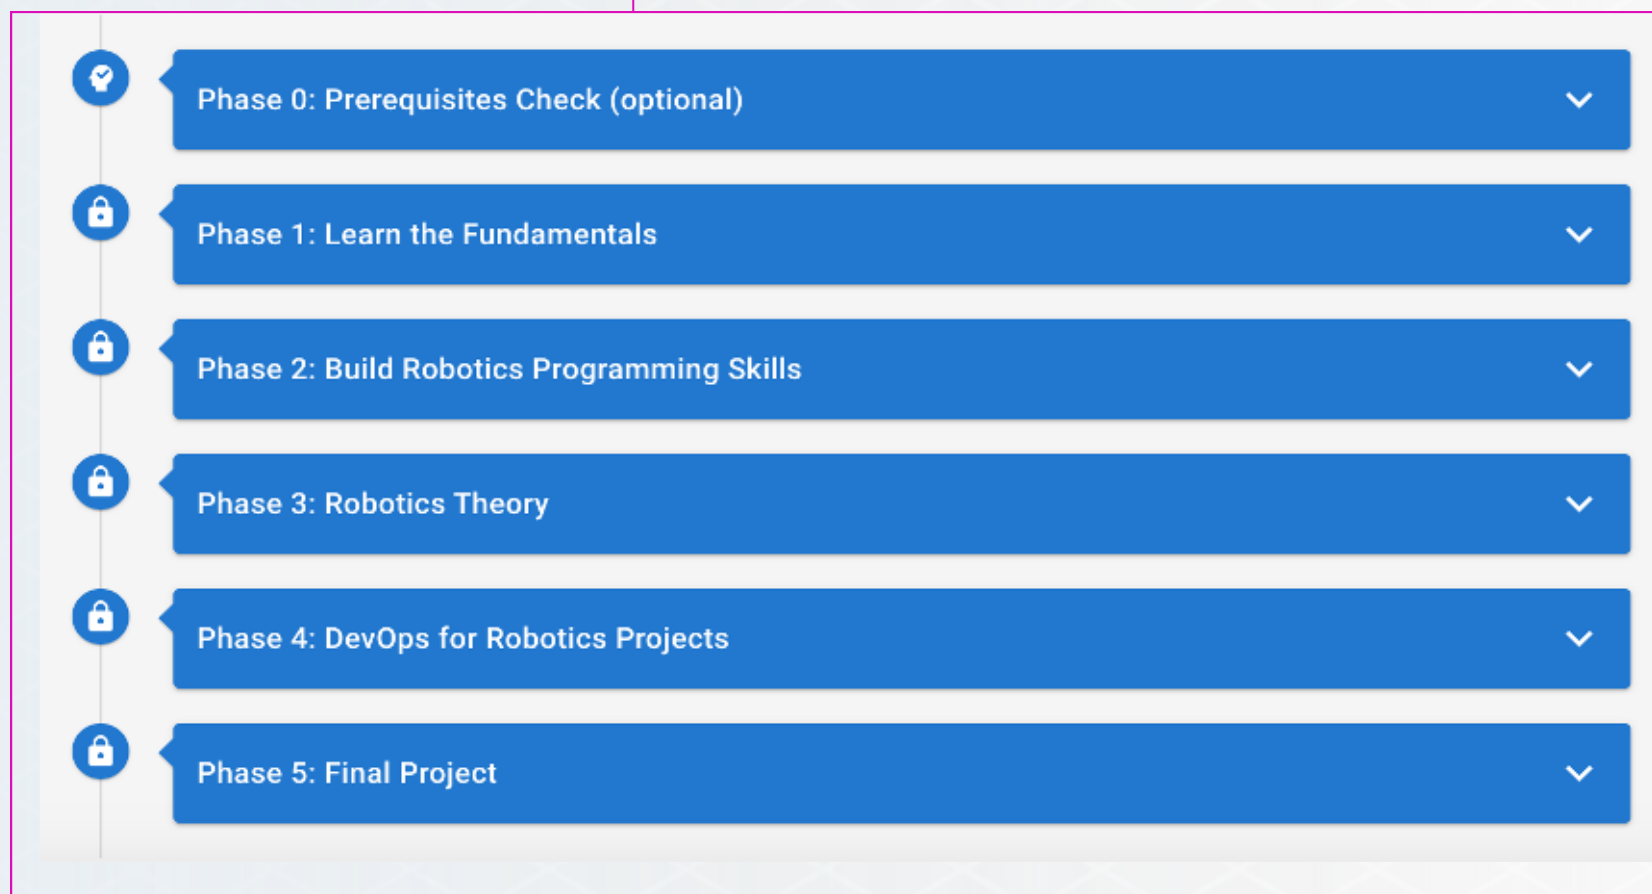 Phase 0: Prerequisites Check (optional)
Phase 1: Learn the Fundamentals
Phase 2: Build Robotics Programming Skills
Phase 3: Robotics Theory
Phase 4: DevOps for Robotics Projects
Phase 5: Final Project